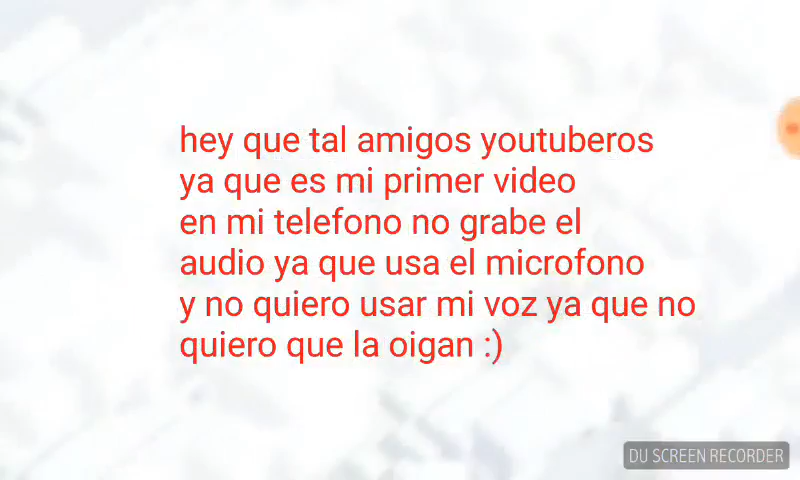 hey que tal amigos youtuberos
ya que es mi primer video
en mi telefono no grabe el
audio ya que usa el microfono
y no quiero usar mi voz ya que no
quiero que la oigan :)
DU SCREEN RECORDER